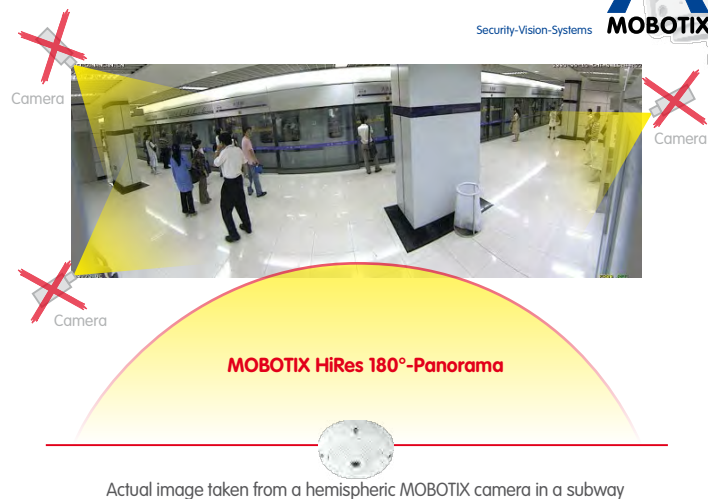 Security-Vision-Systems
MOBOTIX
Camera
Camera
Camera
MOBOTIX HiRes 180°-Panorama
Actual image taken from a hemispheric MOBOTIX camera in a subway